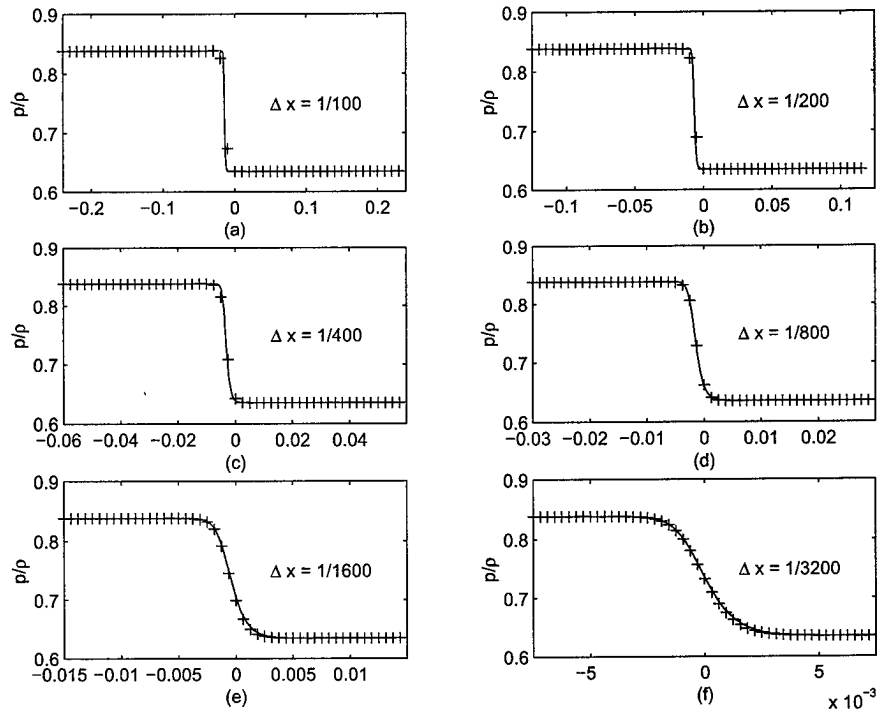 0.9
0.8
0.7
0.6
p/ρ
Δ x = 1/100
−0.2 −0.1 0 0.1 0.2
(a)
0.9
0.8
0.7
0.6
p/ρ
Δ x = 1/200
−0.1 −0.05 0 0.05 0.1
(b)
0.9
0.8
0.7
0.6
p/ρ
Δ x = 1/400
−0.06 −0.04 −0.02 0 0.02 0.04
(c)
0.9
0.8
0.7
0.6
p/ρ
Δ x = 1/800
−0.03 −0.02 −0.01 0 0.01 0.02
(d)
0.9
0.8
0.7
0.6
p/ρ
Δ x = 1/1600
−0.015 −0.01 −0.005 0 0.005 0.01
(e)
0.9
0.8
0.7
0.6
p/ρ
Δ x = 1/3200
−5 0 5
(f)
x 10⁻³